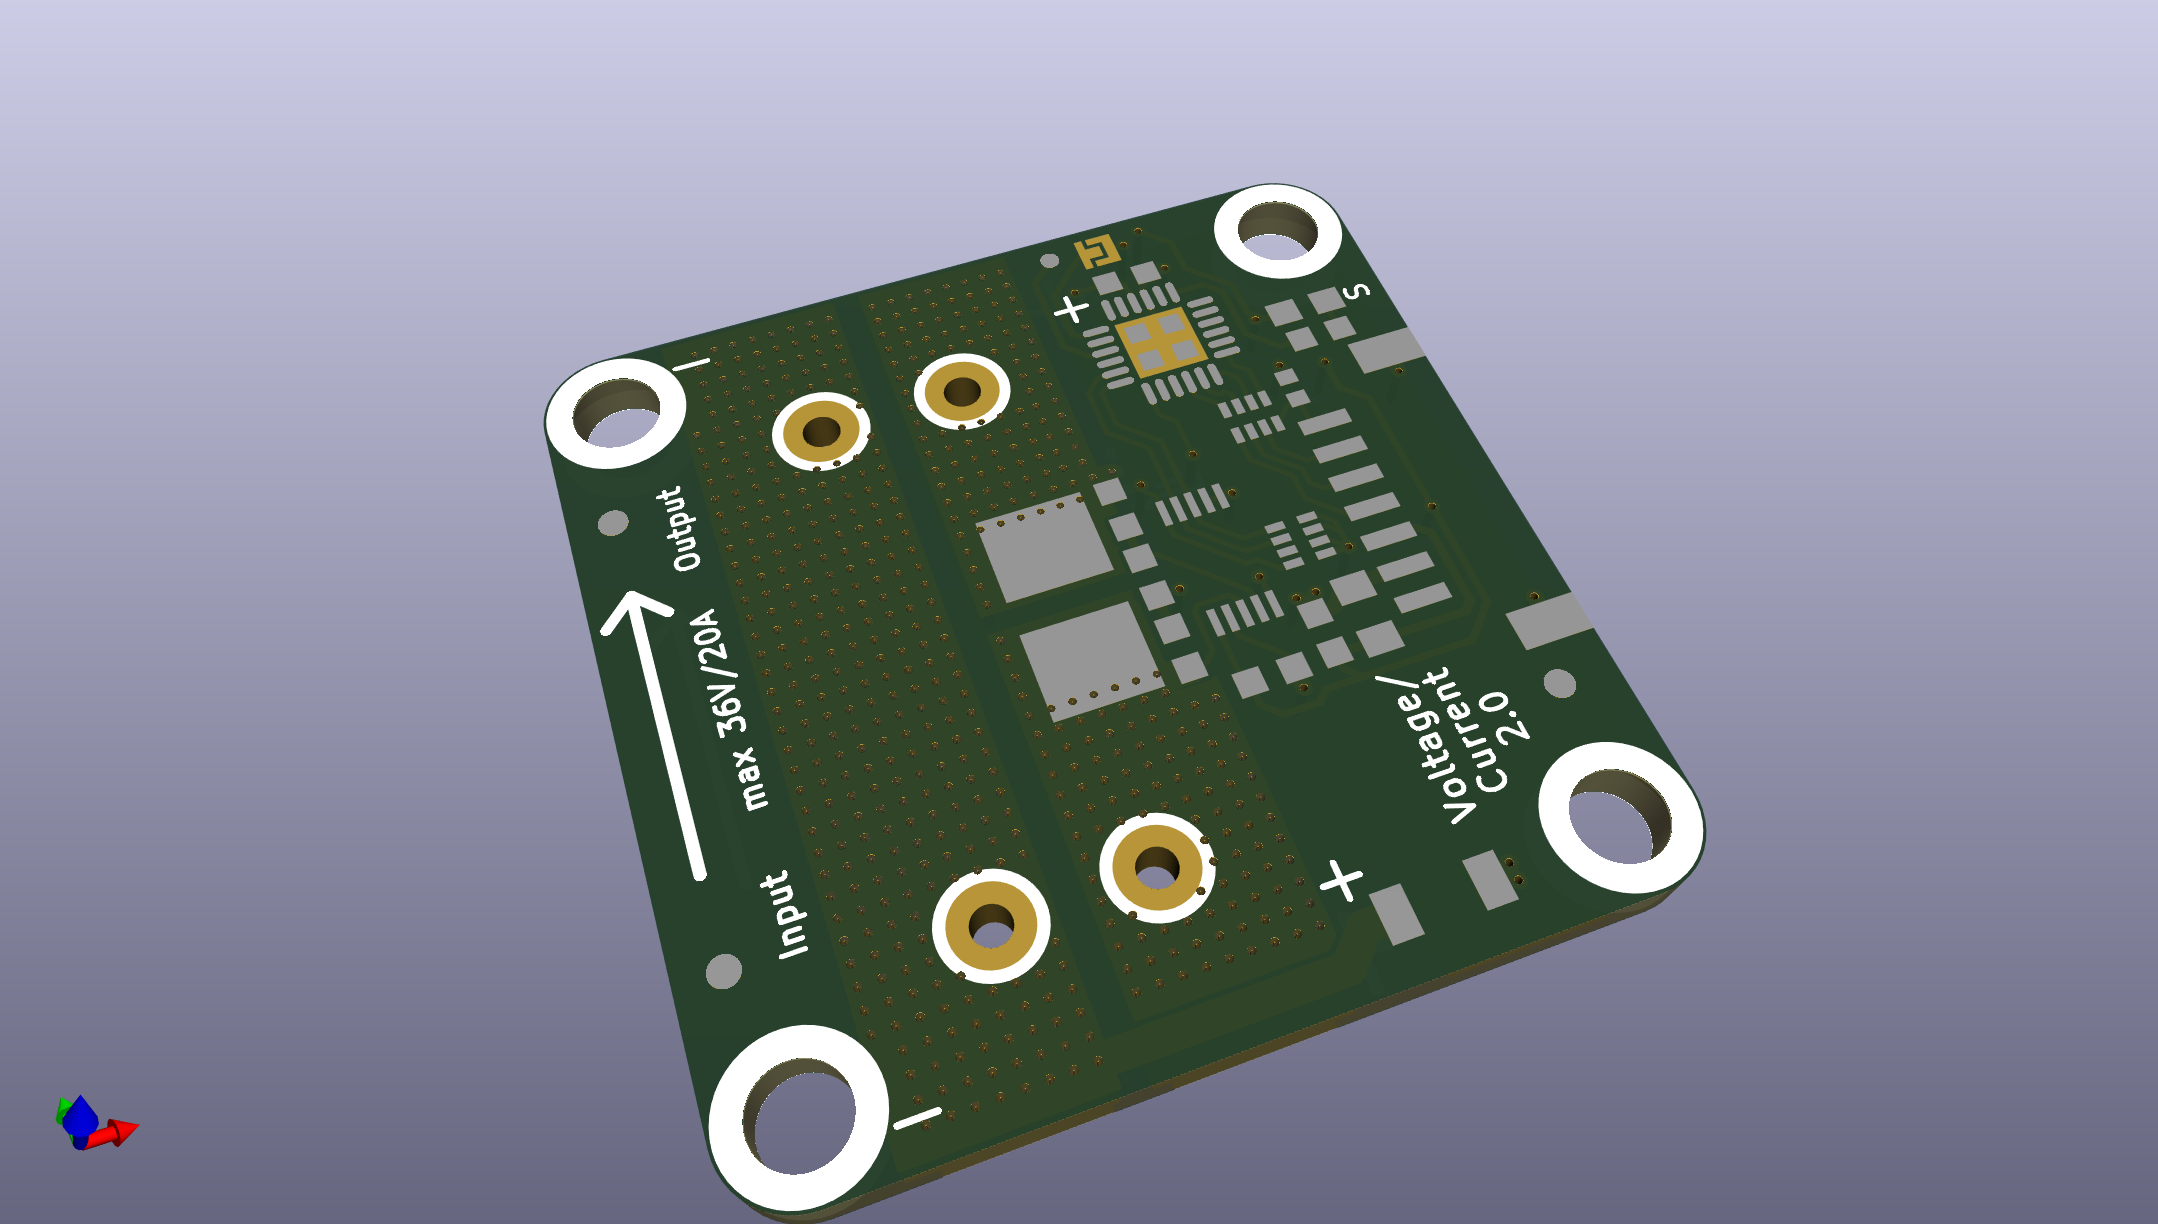 +
S
−
Output
max 36V/20A
Input
Voltage/
Current
2.0
+
−